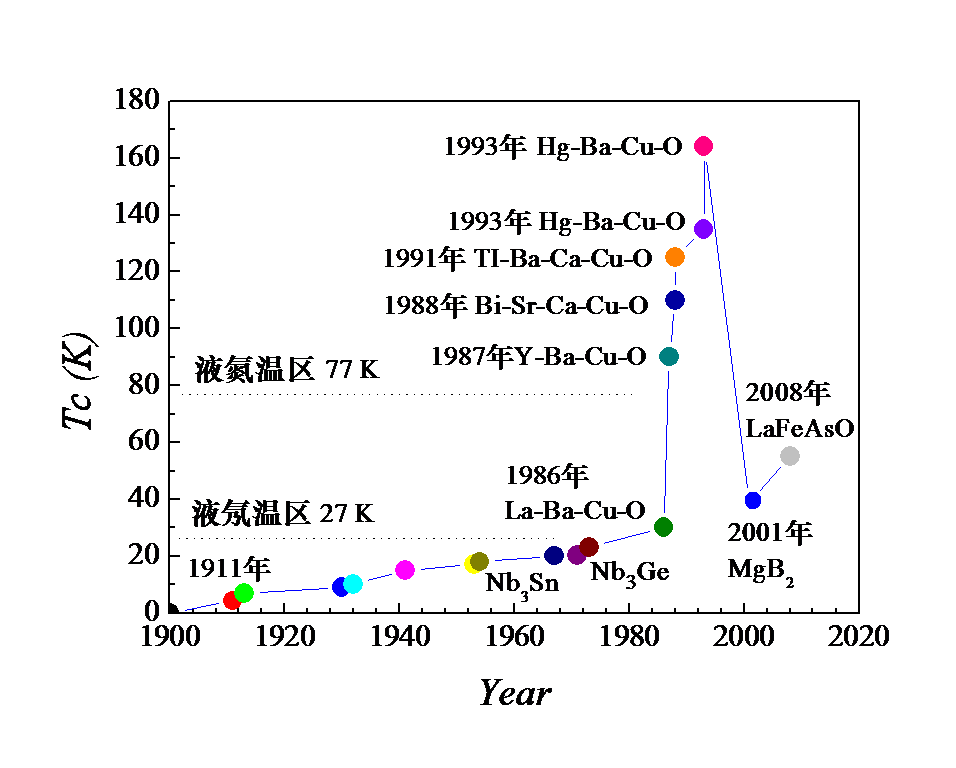 180
160
140
120
100
80
60
40
20
0
Tc (K)
1993年 Hg-Ba-Cu-O
1993年 Hg-Ba-Cu-O
1991年 TI-Ba-Ca-Cu-O
1988年 Bi-Sr-Ca-Cu-O
1987年Y-Ba-Cu-O
液氮温区 77 K
2008年
LaFeAsO
1986年
La-Ba-Cu-O
液氖温区 27 K
2001年
MgB₂
1911年
Nb₃Sn
Nb₃Ge
1900 1920 1940 1960 1980 2000 2020
Year